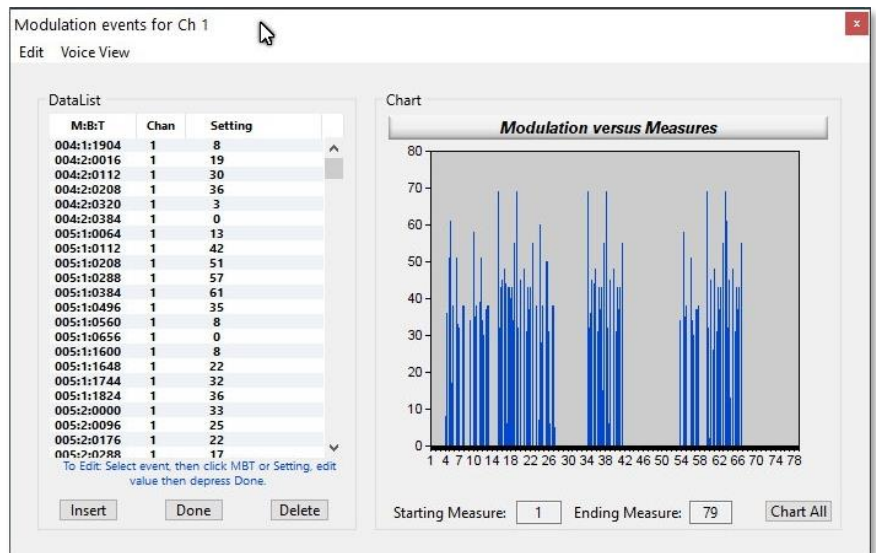 Modulation events for Ch 1
x
Edit Voice View
DataList
M:B:T Chan Setting
004:1:1904 1 8
004:2:0016 1 19
004:2:0112 1 30
004:2:0208 1 36
004:2:0320 1 3
004:2:0384 1 0
005:1:0064 1 13
005:1:0112 1 42
005:1:0208 1 51
005:1:0288 1 57
005:1:0384 1 61
005:1:0496 1 35
005:1:0560 1 8
005:1:0656 1 0
005:1:1600 1 8
005:1:1648 1 22
005:1:1744 1 32
005:1:1824 1 36
005:2:0000 1 33
005:2:0096 1 25
005:2:0176 1 22
005:2:0288 1 17
To Edit: Select event, then click MBT or Setting, edit
value then depress Done.
Insert Done Delete
Chart
Modulation versus Measures
80
70
60
50
40
30
20
10
0
1 4 7 10 14 18 22 26 30 34 38 42 46 50 54 58 62 66 70 74 78
Starting Measure: 1 Ending Measure: 79 Chart All